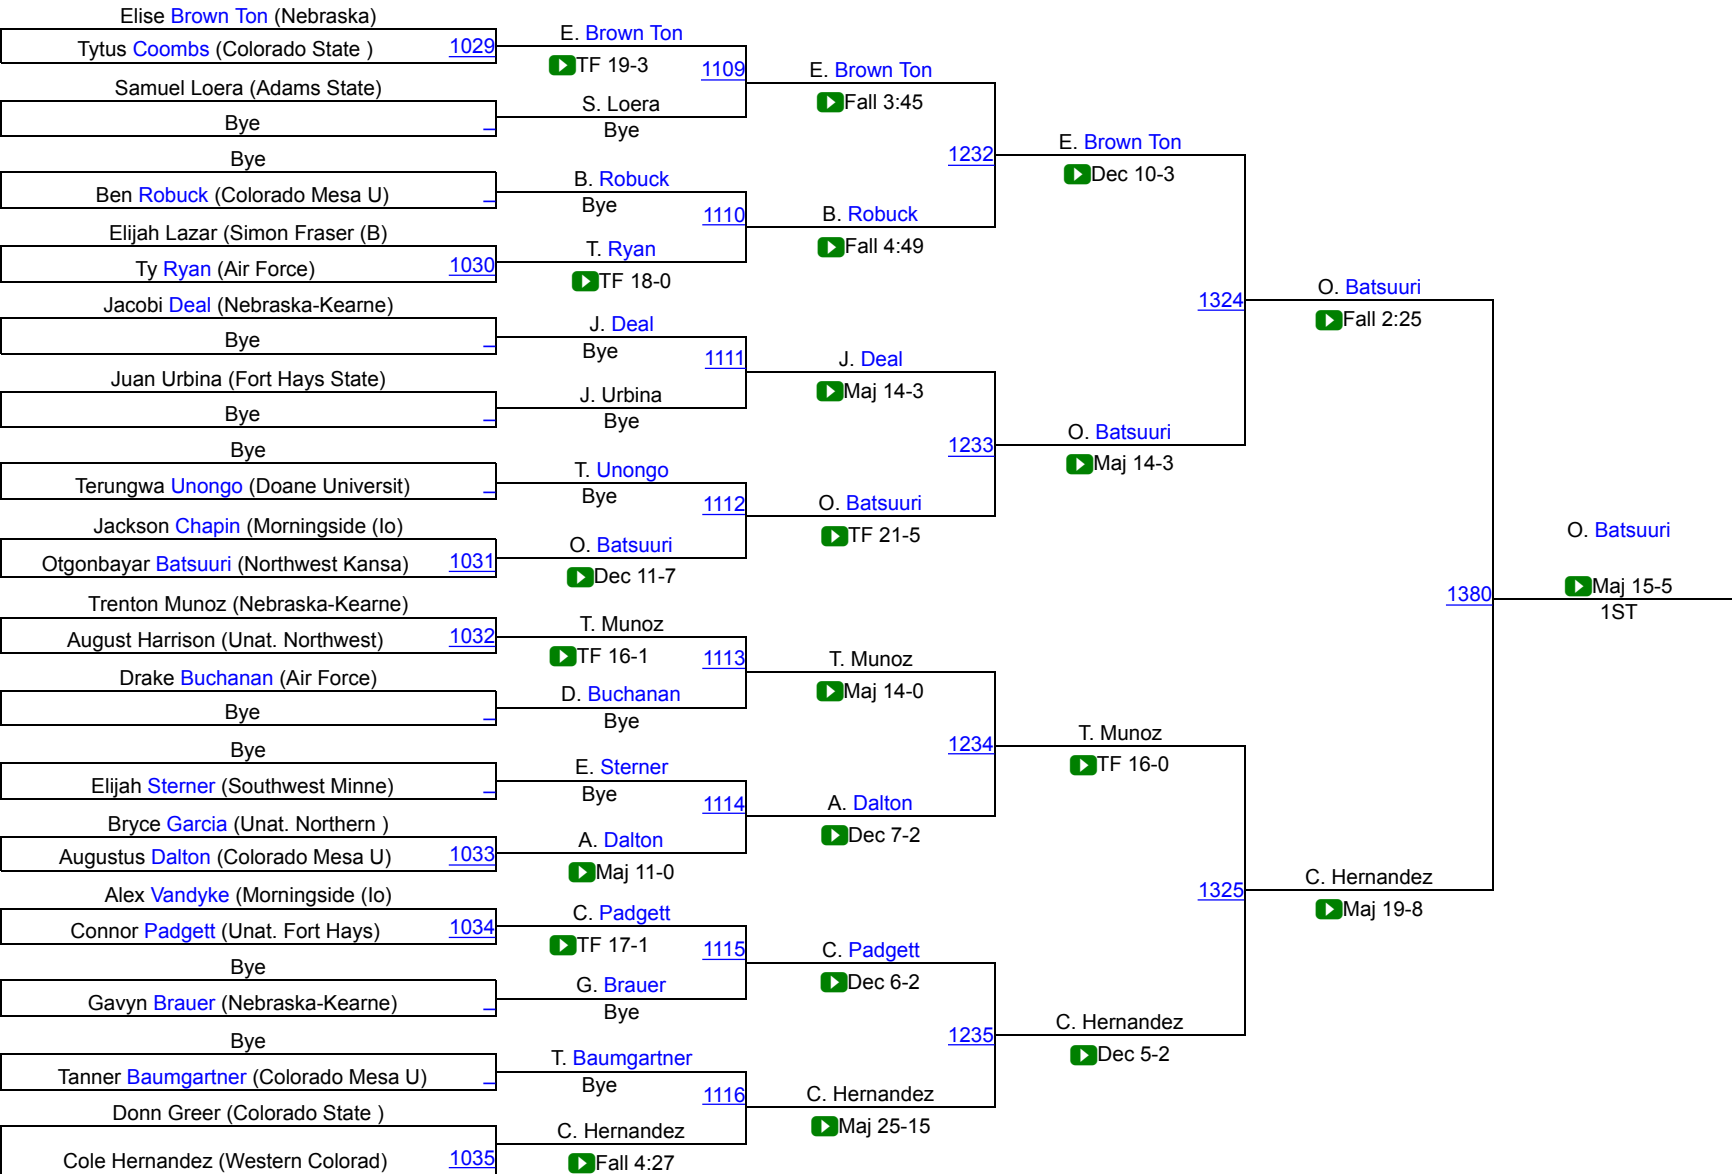 Elise Brown Ton (Nebraska)
Tytus Coombs (Colorado State )
1029
Samuel Loera (Adams State)
Bye
Bye
Ben Robuck (Colorado Mesa U)
Elijah Lazar (Simon Fraser (B)
Ty Ryan (Air Force)
1030
Jacobi Deal (Nebraska-Kearne)
Bye
Juan Urbina (Fort Hays State)
Bye
Bye
Terungwa Unongo (Doane Universit)
Jackson Chapin (Morningside (Io)
Otgonbayar Batsuuri (Northwest Kansa)
1031
Trenton Munoz (Nebraska-Kearne)
August Harrison (Unat. Northwest)
1032
Drake Buchanan (Air Force)
Bye
Bye
Elijah Sterner (Southwest Minne)
Bryce Garcia (Unat. Northern )
Augustus Dalton (Colorado Mesa U)
1033
Alex Vandyke (Morningside (Io)
Connor Padgett (Unat. Fort Hays)
1034
Bye
Gavyn Brauer (Nebraska-Kearne)
Bye
Tanner Baumgartner (Colorado Mesa U)
Donn Greer (Colorado State )
Cole Hernandez (Western Colorad)
1035
E. Brown Ton
TF 19-3
1109
S. Loera
Bye
B. Robuck
Bye
1110
T. Ryan
TF 18-0
J. Deal
Bye
1111
J. Urbina
Bye
T. Unongo
Bye
1112
O. Batsuuri
Dec 11-7
T. Munoz
TF 16-1
1113
D. Buchanan
Bye
E. Sterner
Bye
1114
A. Dalton
Maj 11-0
C. Padgett
TF 17-1
1115
G. Brauer
Bye
T. Baumgartner
Bye
1116
C. Hernandez
Fall 4:27
E. Brown Ton
Fall 3:45
1232
B. Robuck
Fall 4:49
J. Deal
Maj 14-3
1233
O. Batsuuri
TF 21-5
T. Munoz
Maj 14-0
1234
A. Dalton
Dec 7-2
C. Padgett
Dec 6-2
1235
C. Hernandez
Maj 25-15
E. Brown Ton
Dec 10-3
1324
O. Batsuuri
Maj 14-3
T. Munoz
TF 16-0
1325
C. Hernandez
Dec 5-2
O. Batsuuri
Fall 2:25
1380
C. Hernandez
Maj 19-8
O. Batsuuri
Maj 15-5
1ST